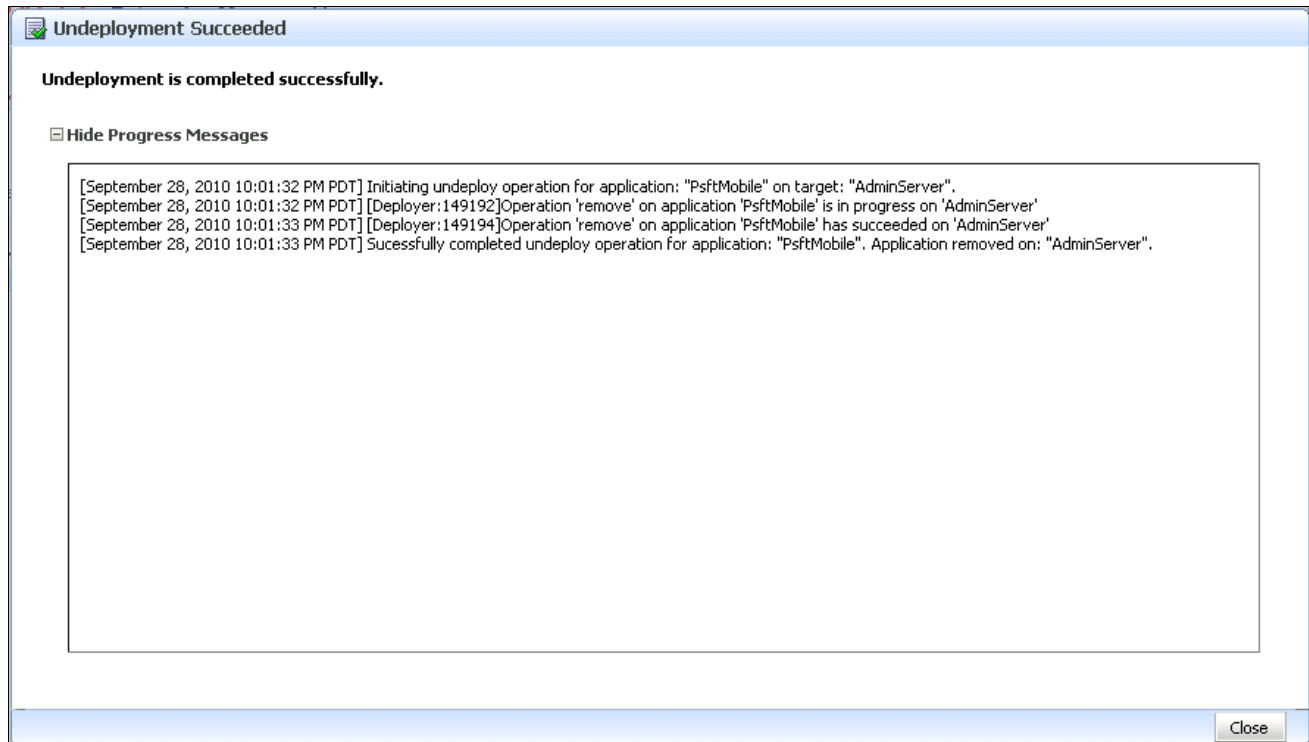 Undeployment Succeeded
Undeployment is completed successfully.
Hide Progress Messages
[September 28, 2010 10:01:32 PM PDT] Initiating undeploy operation for application: "PsftMobile" on target: "AdminServer".
[September 28, 2010 10:01:32 PM PDT] [Deployer:149192]Operation 'remove' on application 'PsftMobile' is in progress on 'AdminServer'
[September 28, 2010 10:01:33 PM PDT] [Deployer:149194]Operation 'remove' on application 'PsftMobile' has succeeded on 'AdminServer'
[September 28, 2010 10:01:33 PM PDT] Sucessfully completed undeploy operation for application: "PsftMobile". Application removed on: "AdminServer".
Close